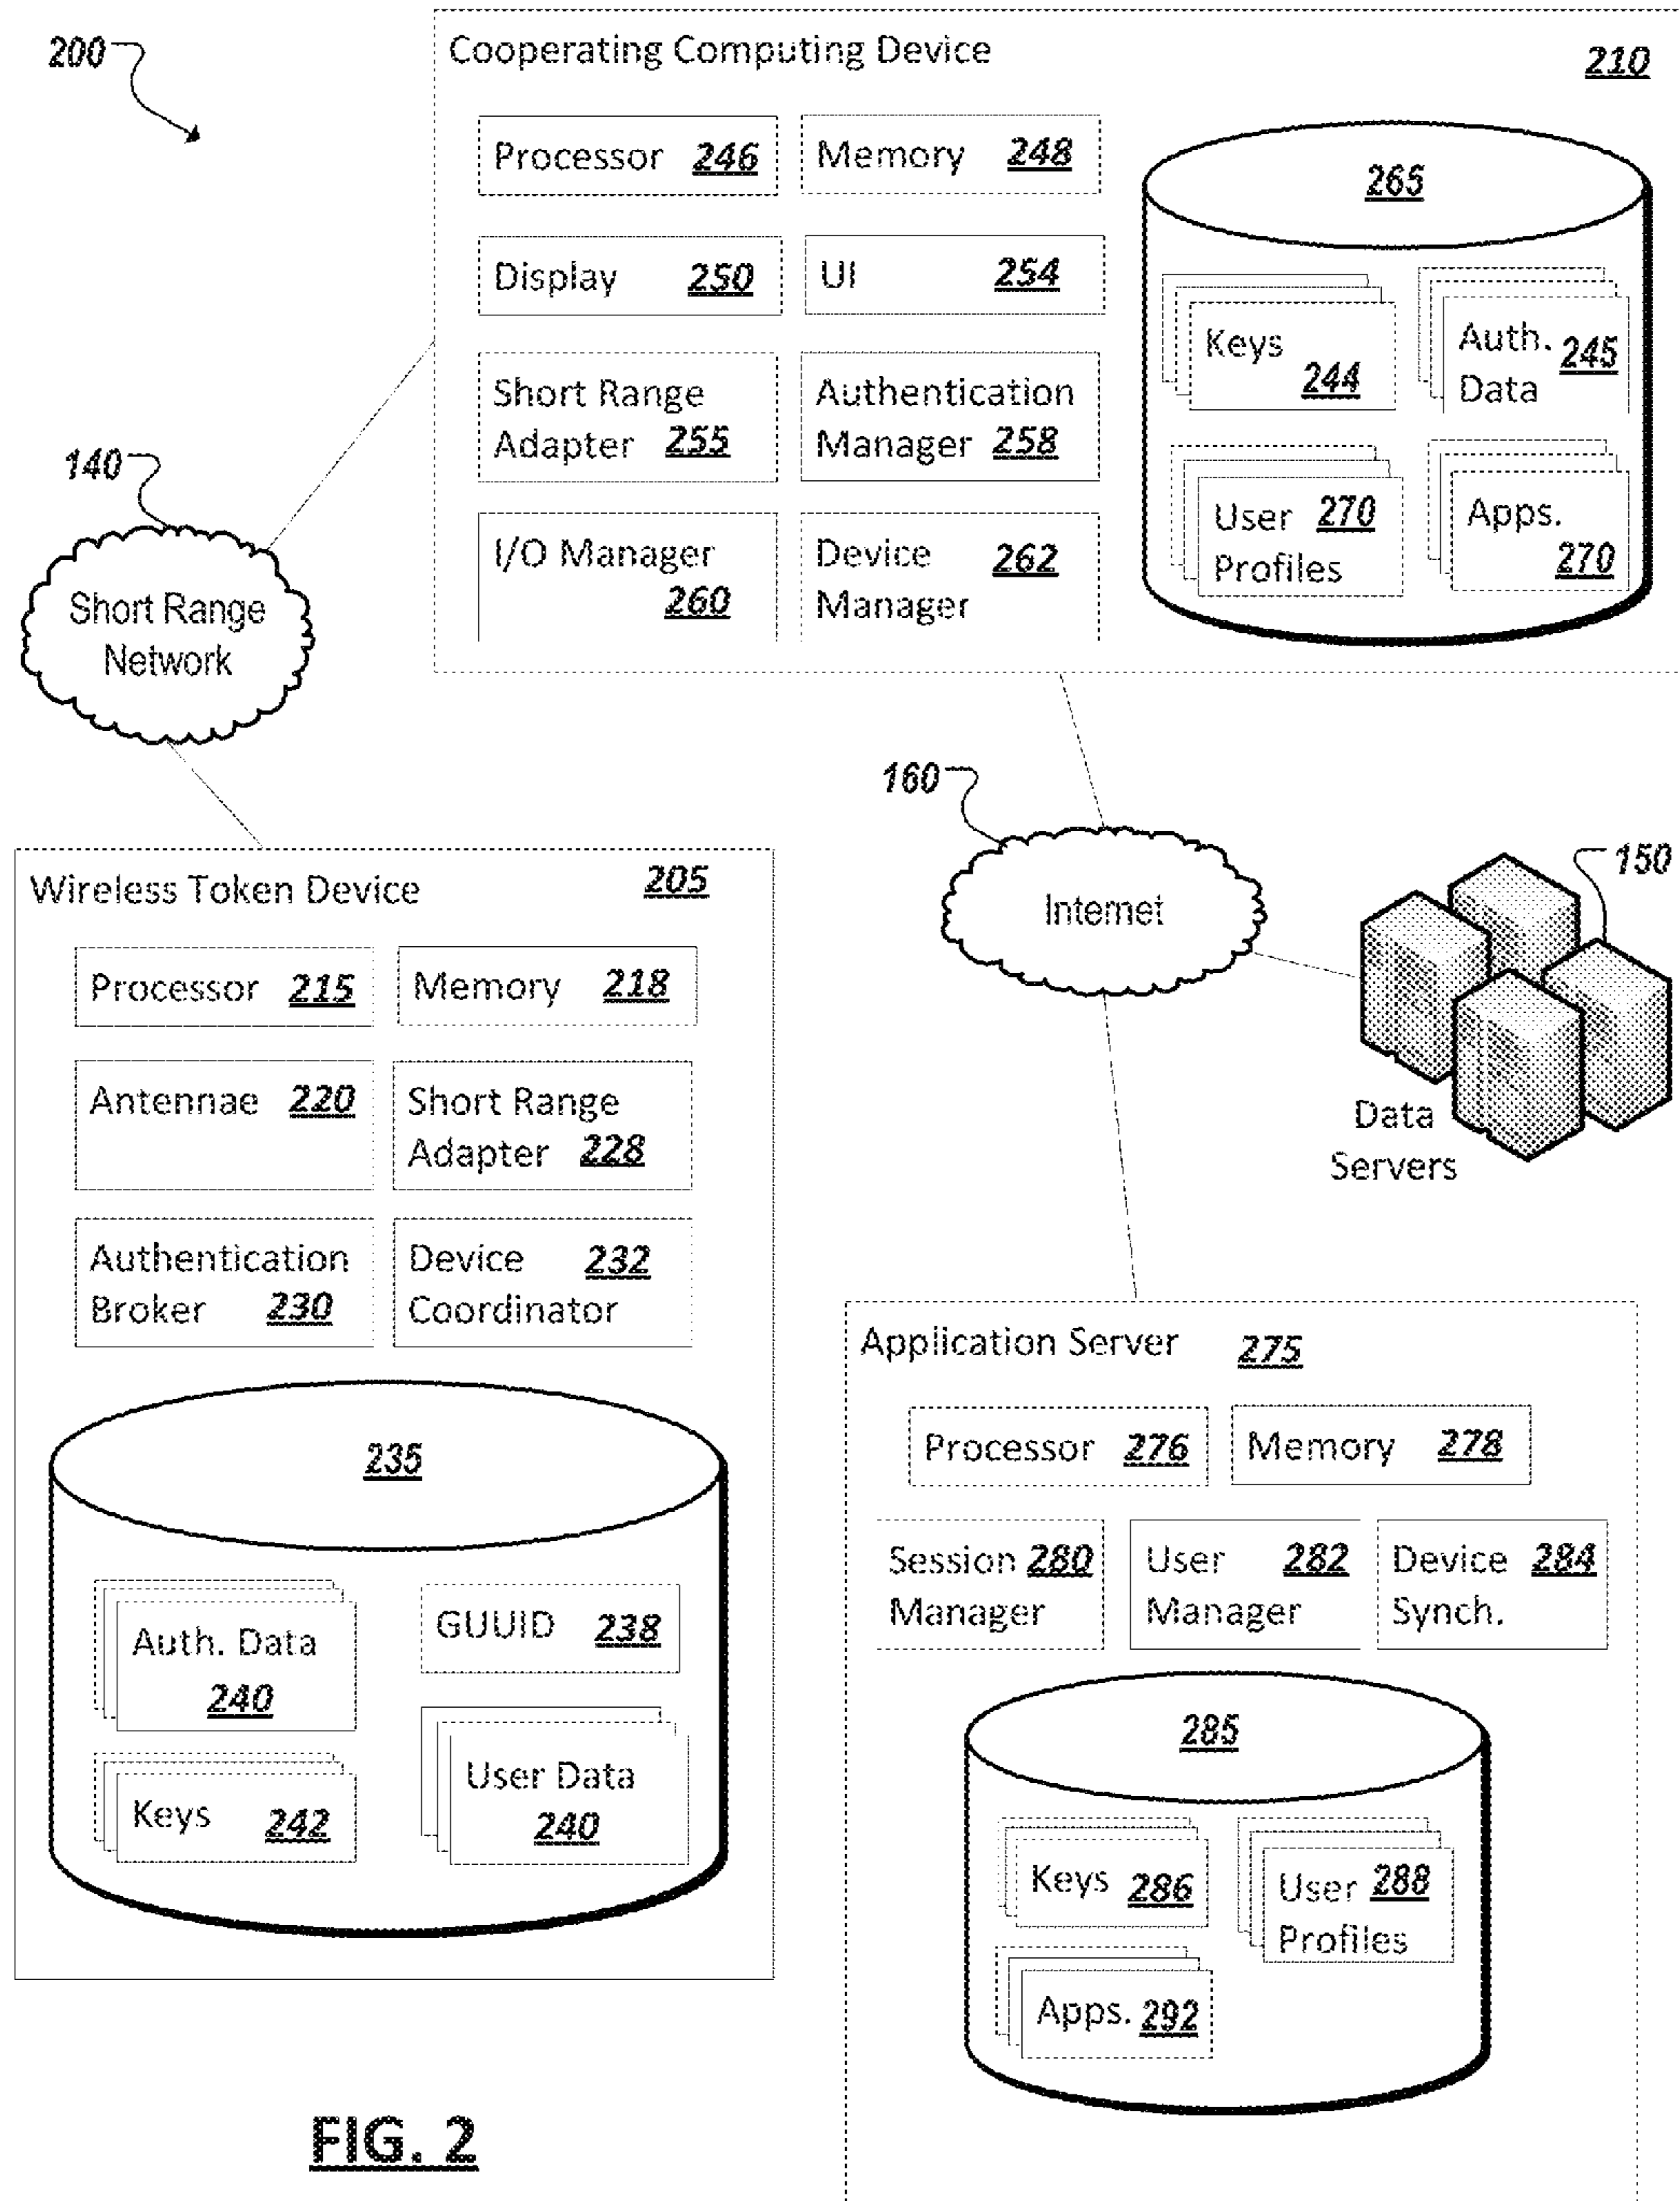 200
Cooperating Computing Device 210
Processor 246
Memory 248
Display 250
UI 254
Short Range
Adapter 255
Authentication
Manager 258
I/O Manager
260
Device 262
Manager
265
Keys
244
Auth. 245
Data
User 270
Profiles
Apps.
270
140
Short Range
Network
160
Internet
150
Data
Servers
Wireless Token Device 205
Processor 215
Memory 218
Antennae 220
Short Range
Adapter 228
Authentication
Broker 230
Device 232
Coordinator
235
Auth. Data
240
GUUID 238
Keys 242
User Data
240
Application Server 275
Processor 276
Memory 278
Session 280
Manager
User 282
Manager
Device 284
Synch.
285
Keys 286
User 288
Profiles
Apps. 292
FIG. 2